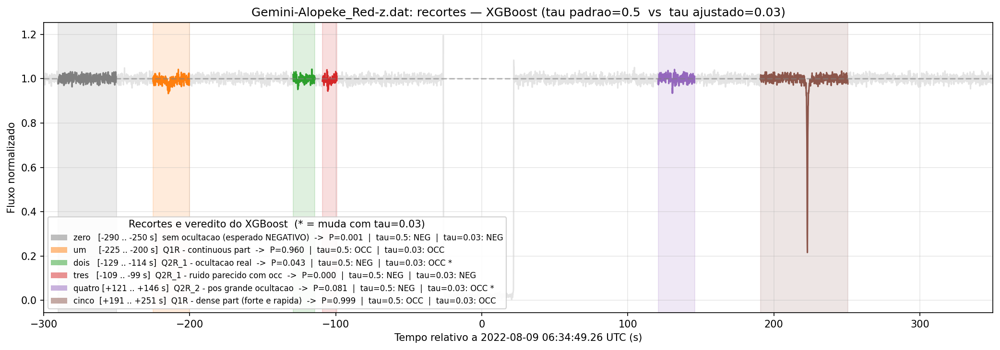 Gemini-Alopeke_Red-z.dat: recortes — XGBoost (tau padrao=0.5  vs  tau ajustado=0.03)
Fluxo normalizado
1.2
1.0
0.8
0.6
0.4
0.2
0.0
Recortes e veredito do XGBoost  (* = muda com tau=0.03)
zero   [-290 .. -250 s]  sem ocultacao (esperado NEGATIVO)  ->  P=0.001  |  tau=0.5: NEG  |  tau=0.03: NEG
um     [-225 .. -200 s]  Q1R - continuous part  ->  P=0.960  |  tau=0.5: OCC  |  tau=0.03: OCC
dois   [-129 .. -114 s]  Q2R_1 - ocultacao real  ->  P=0.043  |  tau=0.5: NEG  |  tau=0.03: OCC *
tres   [-109 .. -99 s]  Q2R_1 - ruido parecido com occ  ->  P=0.000  |  tau=0.5: NEG  |  tau=0.03: NEG
quatro [+121 .. +146 s]  Q2R_2 - pos grande ocultacao  ->  P=0.081  |  tau=0.5: NEG  |  tau=0.03: OCC *
cinco  [+191 .. +251 s]  Q1R - dense part (forte e rapida)  ->  P=0.999  |  tau=0.5: OCC  |  tau=0.03: OCC
−300 −200 −100 0 100 200 300
Tempo relativo a 2022-08-09 06:34:49.26 UTC (s)